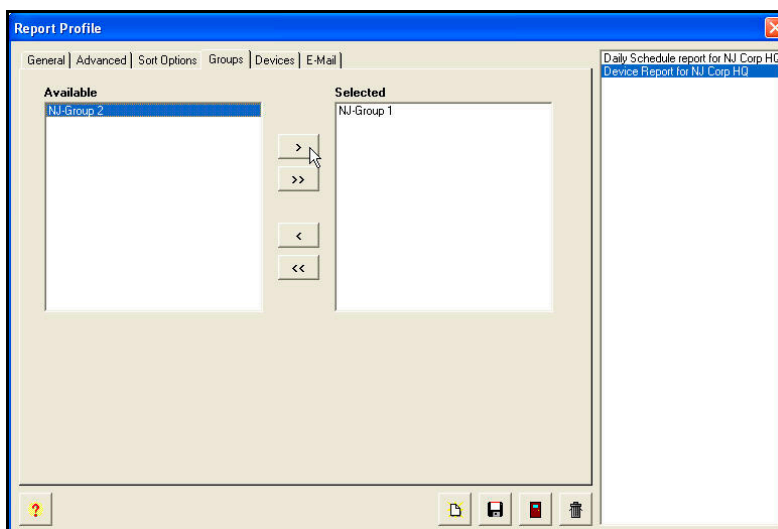 Report Profile
General Advanced Sort Options Groups Devices E-Mail
Daily Schedule report for NJ Corp HQ
Device Report for NJ Corp HQ
Available
NJ-Group 2
>
>>
<
<<
Selected
NJ-Group 1
?